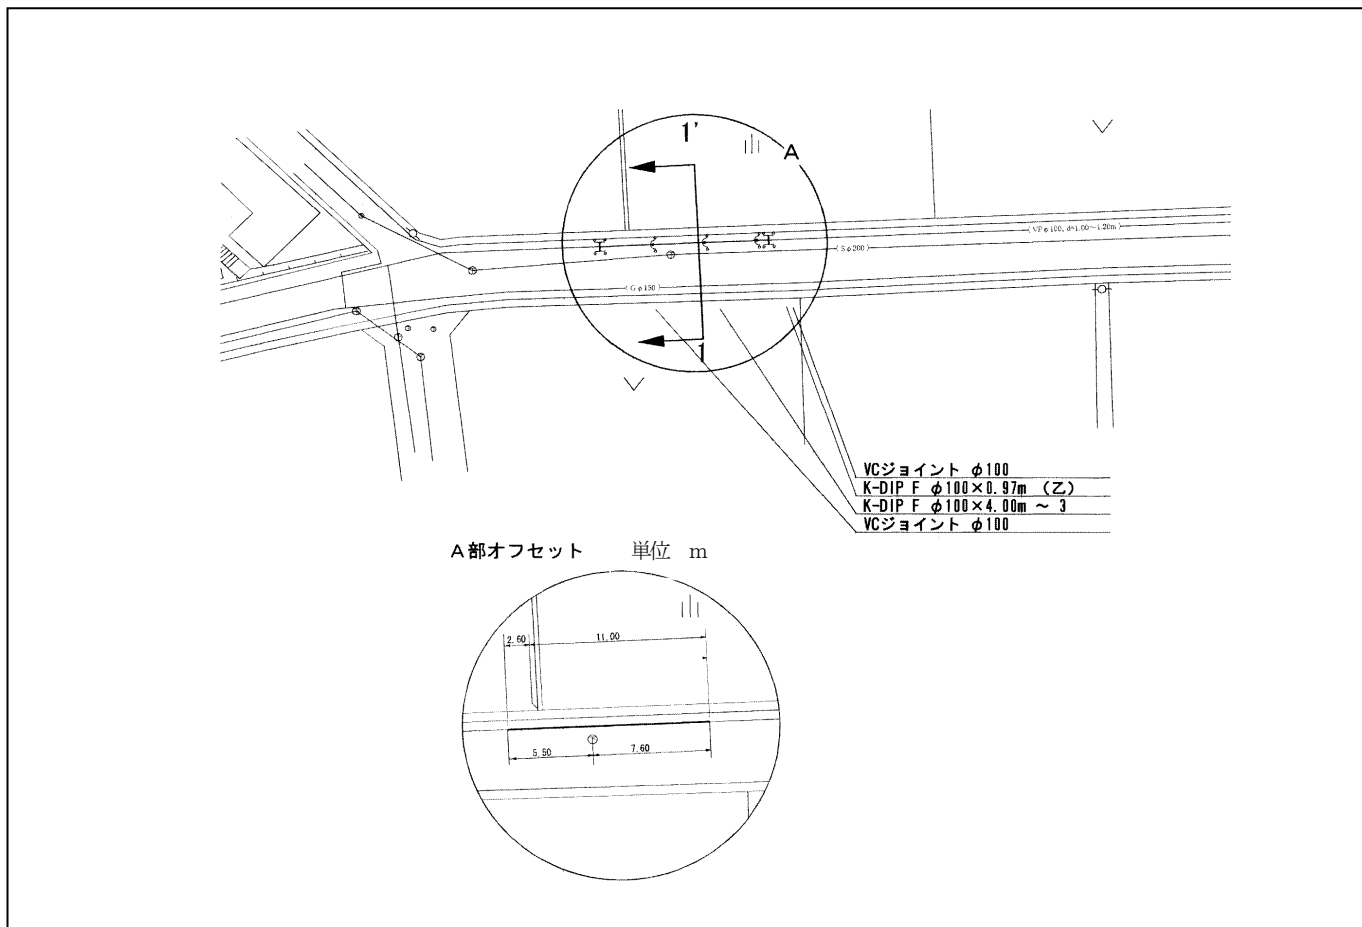 1'
A
VP φ100, d=1.00～1.20m
S φ200
G φ150
1
VCジョイント φ100
K-DIP F φ100×0.97m （乙）
K-DIP F φ100×4.00m ～ 3
VCジョイント φ100
A部オフセット 単位 m
2.60 11.00
5.50 7.60